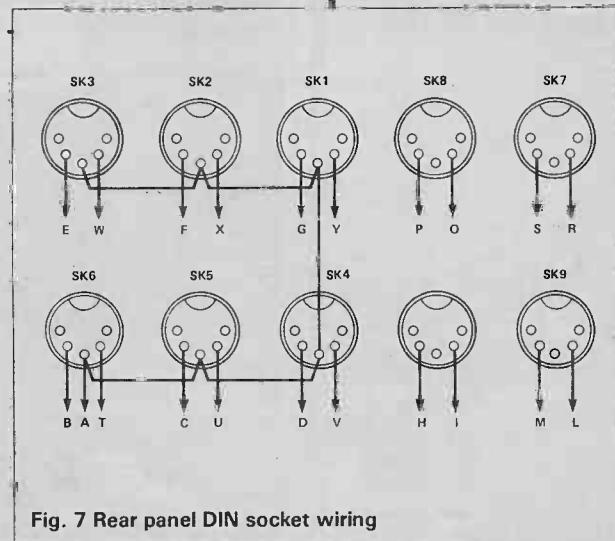 SK3 SK2 SK1 SK8 SK7
E W F X G Y P O S R
SK6 SK5 SK4 SK9
B A T C U D V H I M L
Fig. 7 Rear panel DIN socket wiring